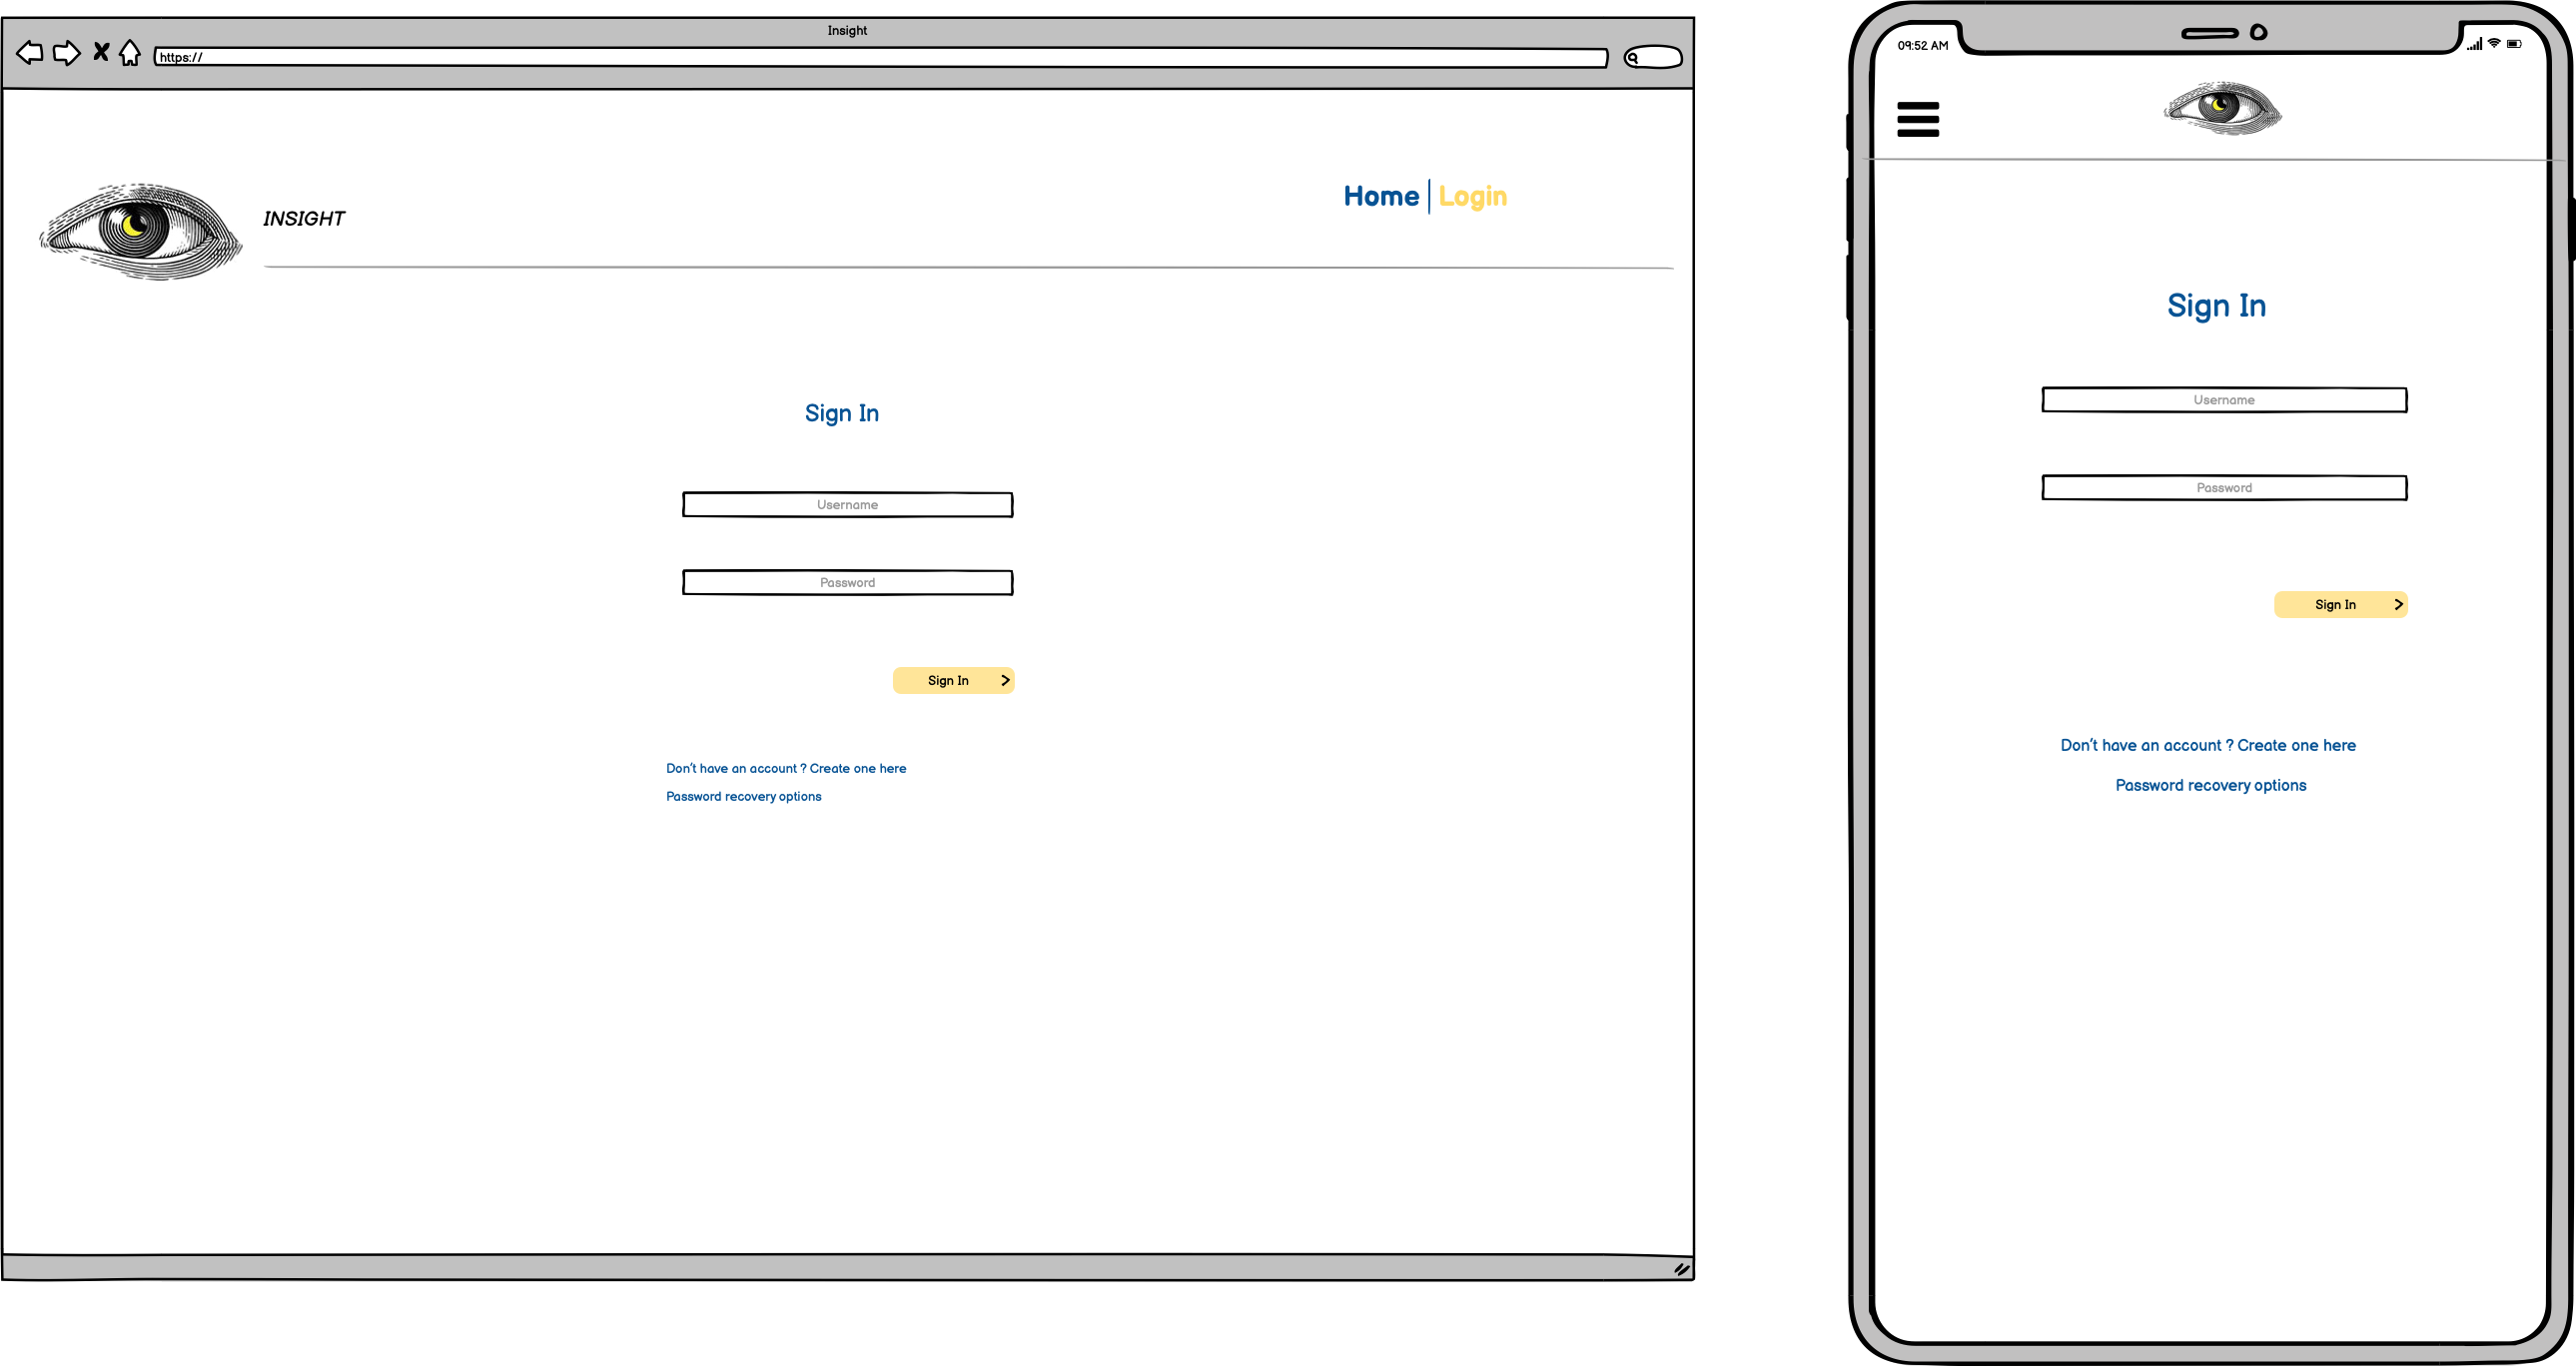 Insight
https://
INSIGHT
Home | Login
Sign In
Username
Password
Sign In >
Don't have an account ? Create one here
Password recovery options
09:52 AM
Sign In
Username
Password
Sign In >
Don't have an account ? Create one here
Password recovery options